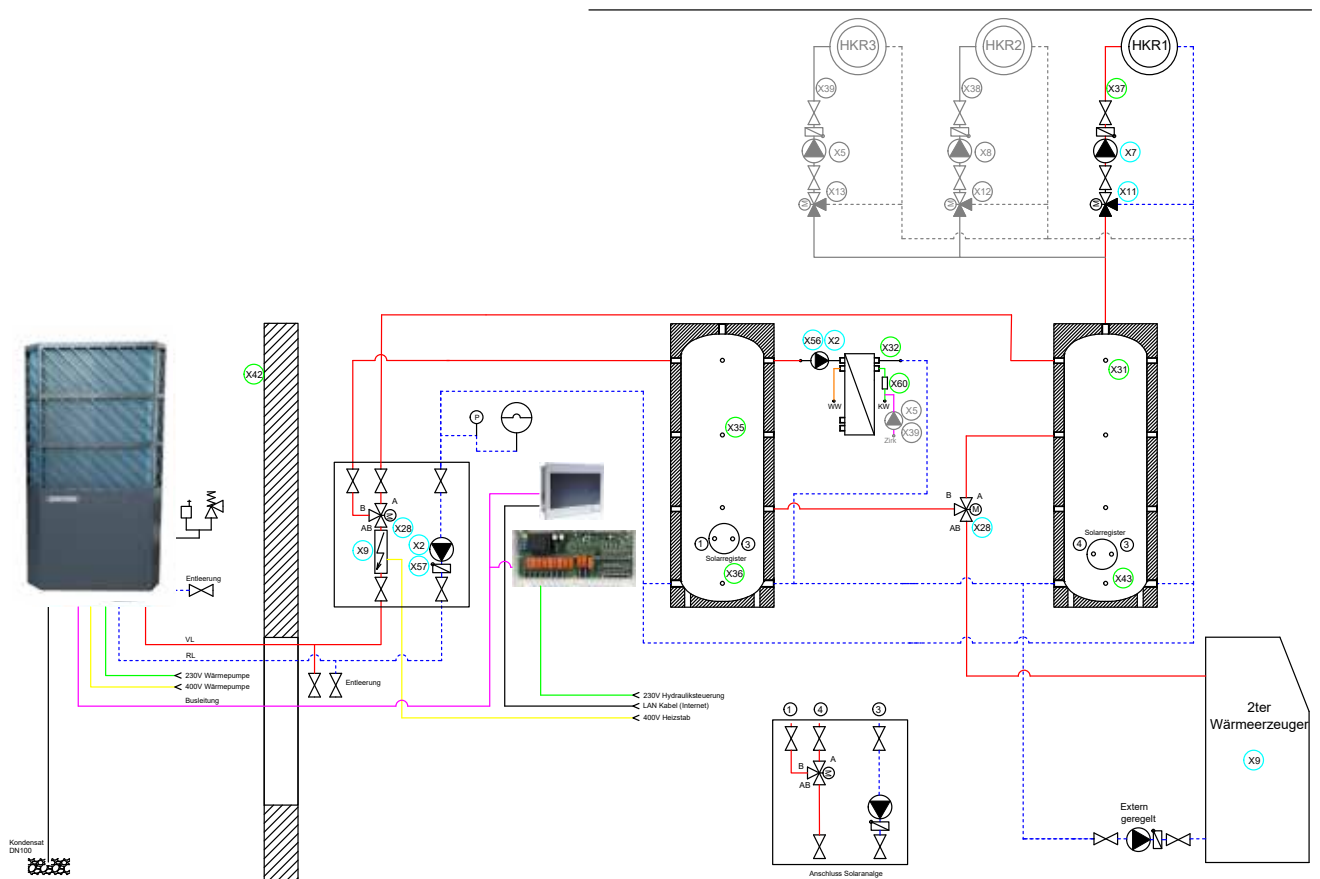 HKR3
HKR2
HKR1
X39
X38
X37
X5
X8
X7
X13
X12
X11
M
M
M
X42
X56
X2
X32
X31
X60
WW
KW
X5
X39
Zirk
P
X35
A
B
M
AB
X28
X9
X2
X57
B
A
M
AB
X28
1
3
Solarregister
X36
Solarregister
4
3
X43
Entleerung
VL
RL
230V Wärmepumpe
400V Wärmepumpe
Busleitung
Entleerung
230V Hydrauliksteuerung
LAN Kabel (Internet)
400V Heizstab
1
4
3
A
B
M
AB
Anschluss Solaranalge
2ter
Wärmeerzeuger
X9
Extern
geregelt
Kondensat
DN100